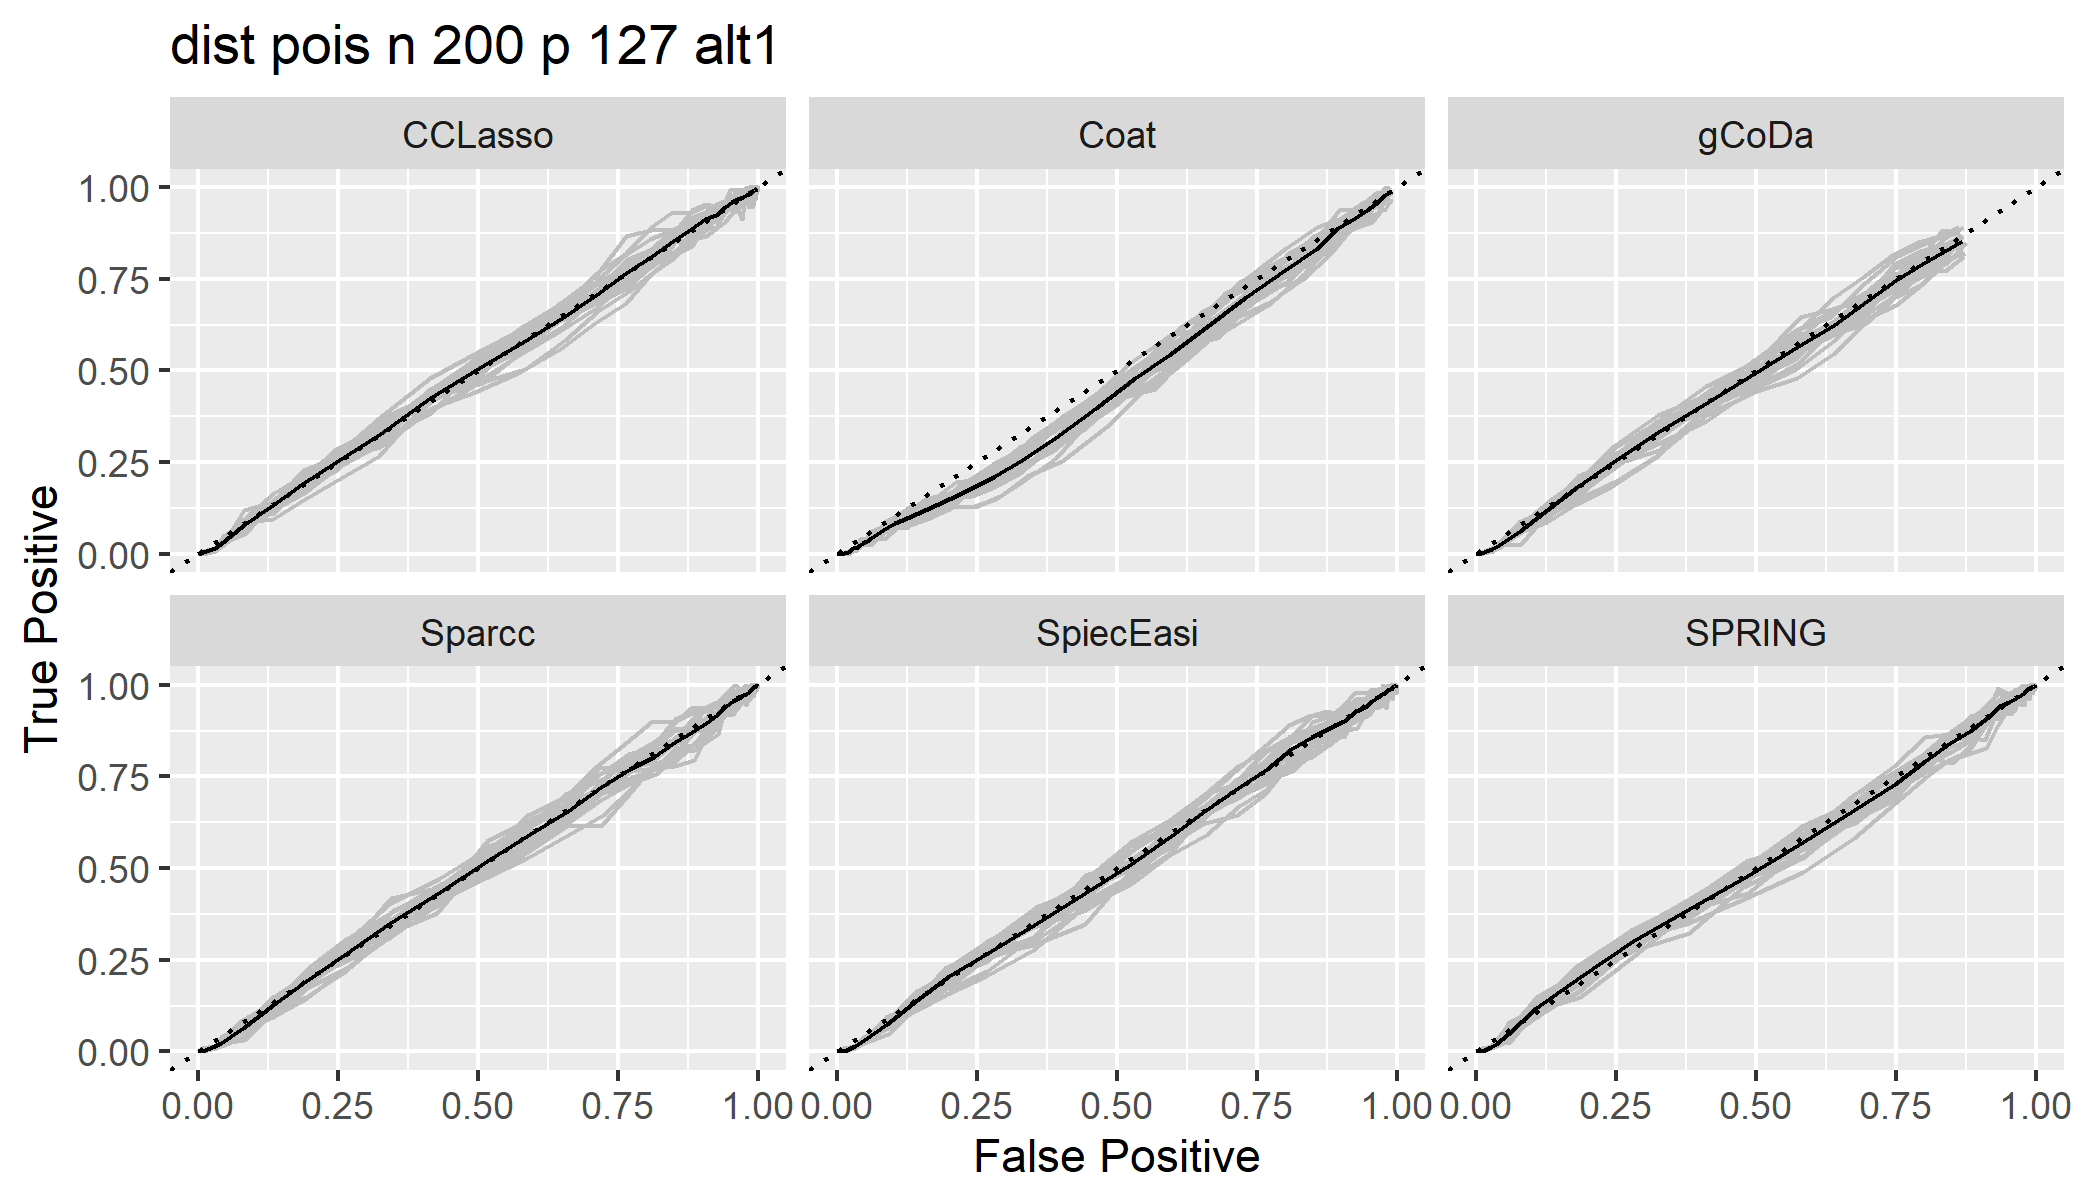 dist pois n 200 p 127 alt1
CCLasso
Coat
gCoDa
1.00
0.75
0.50
0.25
0.00
Sparcc
SpiecEasi
SPRING
1.00
0.75
0.50
0.25
0.00
True Positive
0.00 0.25 0.50 0.75 1.00
0.00 0.25 0.50 0.75 1.00
0.00 0.25 0.50 0.75 1.00
False Positive